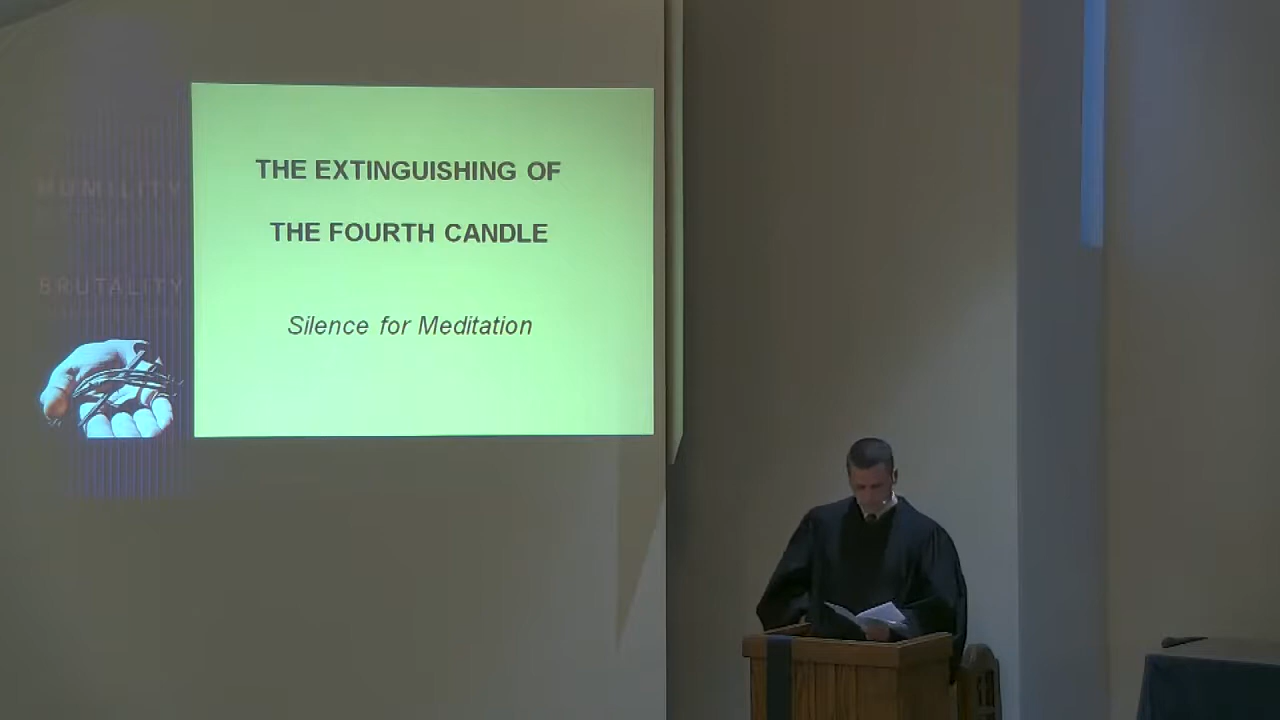 HUMILITY
BRUTALITY
THE EXTINGUISHING OF
THE FOURTH CANDLE
Silence for Meditation